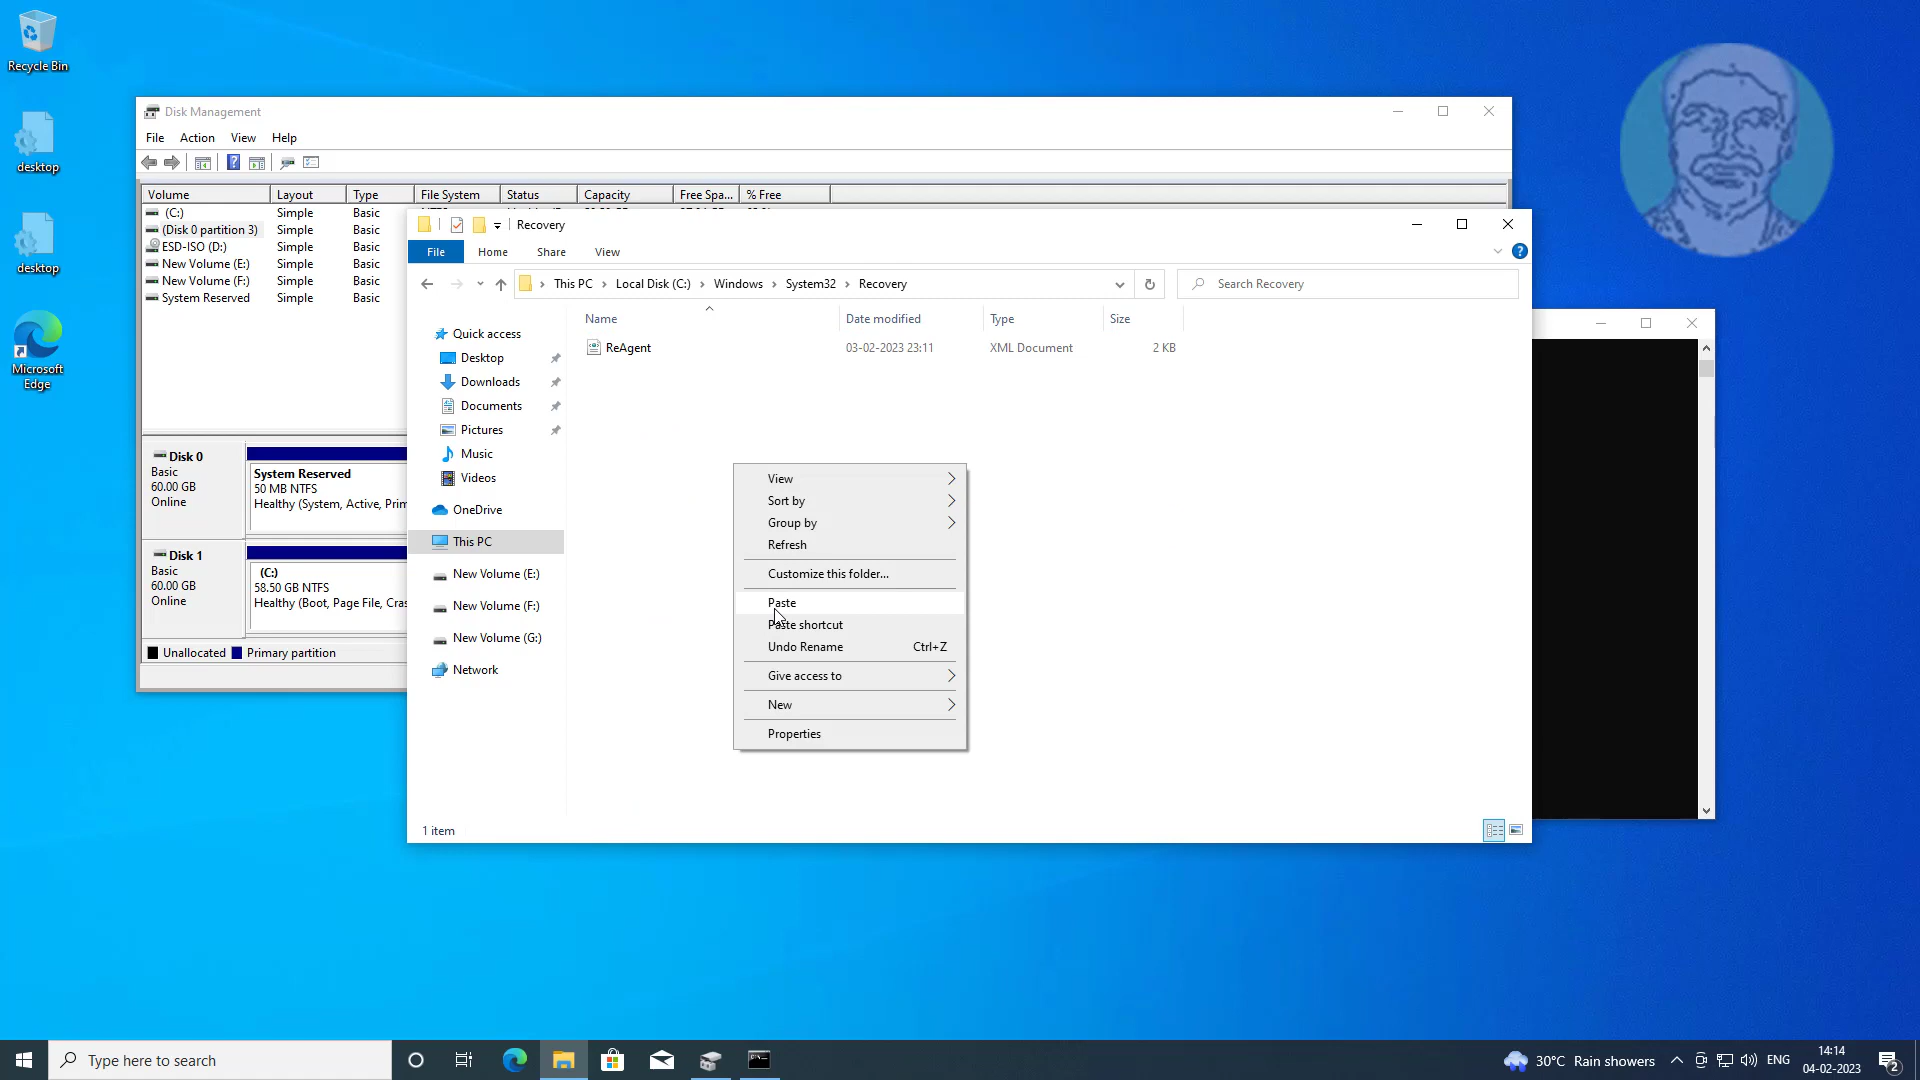 Recycle Bin
desktop
desktop
Microsoft
Edge
Disk Management
File Action View Help
Volume Layout Type File System Status Capacity Free Spa... % Free
(C:) Simple Basic
(Disk 0 partition 3) Simple Basic
ESD-ISO (D:) Simple Basic
New Volume (E:) Simple Basic
New Volume (F:) Simple Basic
System Reserved Simple Basic
Disk 0
Basic
60.00 GB
Online
System Reserved
50 MB NTFS
Healthy (System, Active, Prim
Disk 1
Basic
60.00 GB
Online
(C:)
58.50 GB NTFS
Healthy (Boot, Page File, Cras
Unallocated Primary partition
Recovery
File Home Share View
This PC Local Disk (C:) Windows System32 Recovery
Search Recovery
Name Date modified Type Size
ReAgent 03-02-2023 23:11 XML Document 2 KB
Quick access
Desktop
Downloads
Documents
Pictures
Music
Videos
OneDrive
This PC
New Volume (E:)
New Volume (F:)
New Volume (G:)
Network
View
Sort by
Group by
Refresh
Customize this folder...
Paste
Paste shortcut
Undo Rename Ctrl+Z
Give access to
New
Properties
1 item
Type here to search
30°C Rain showers
ENG
14:14
04-02-2023
2